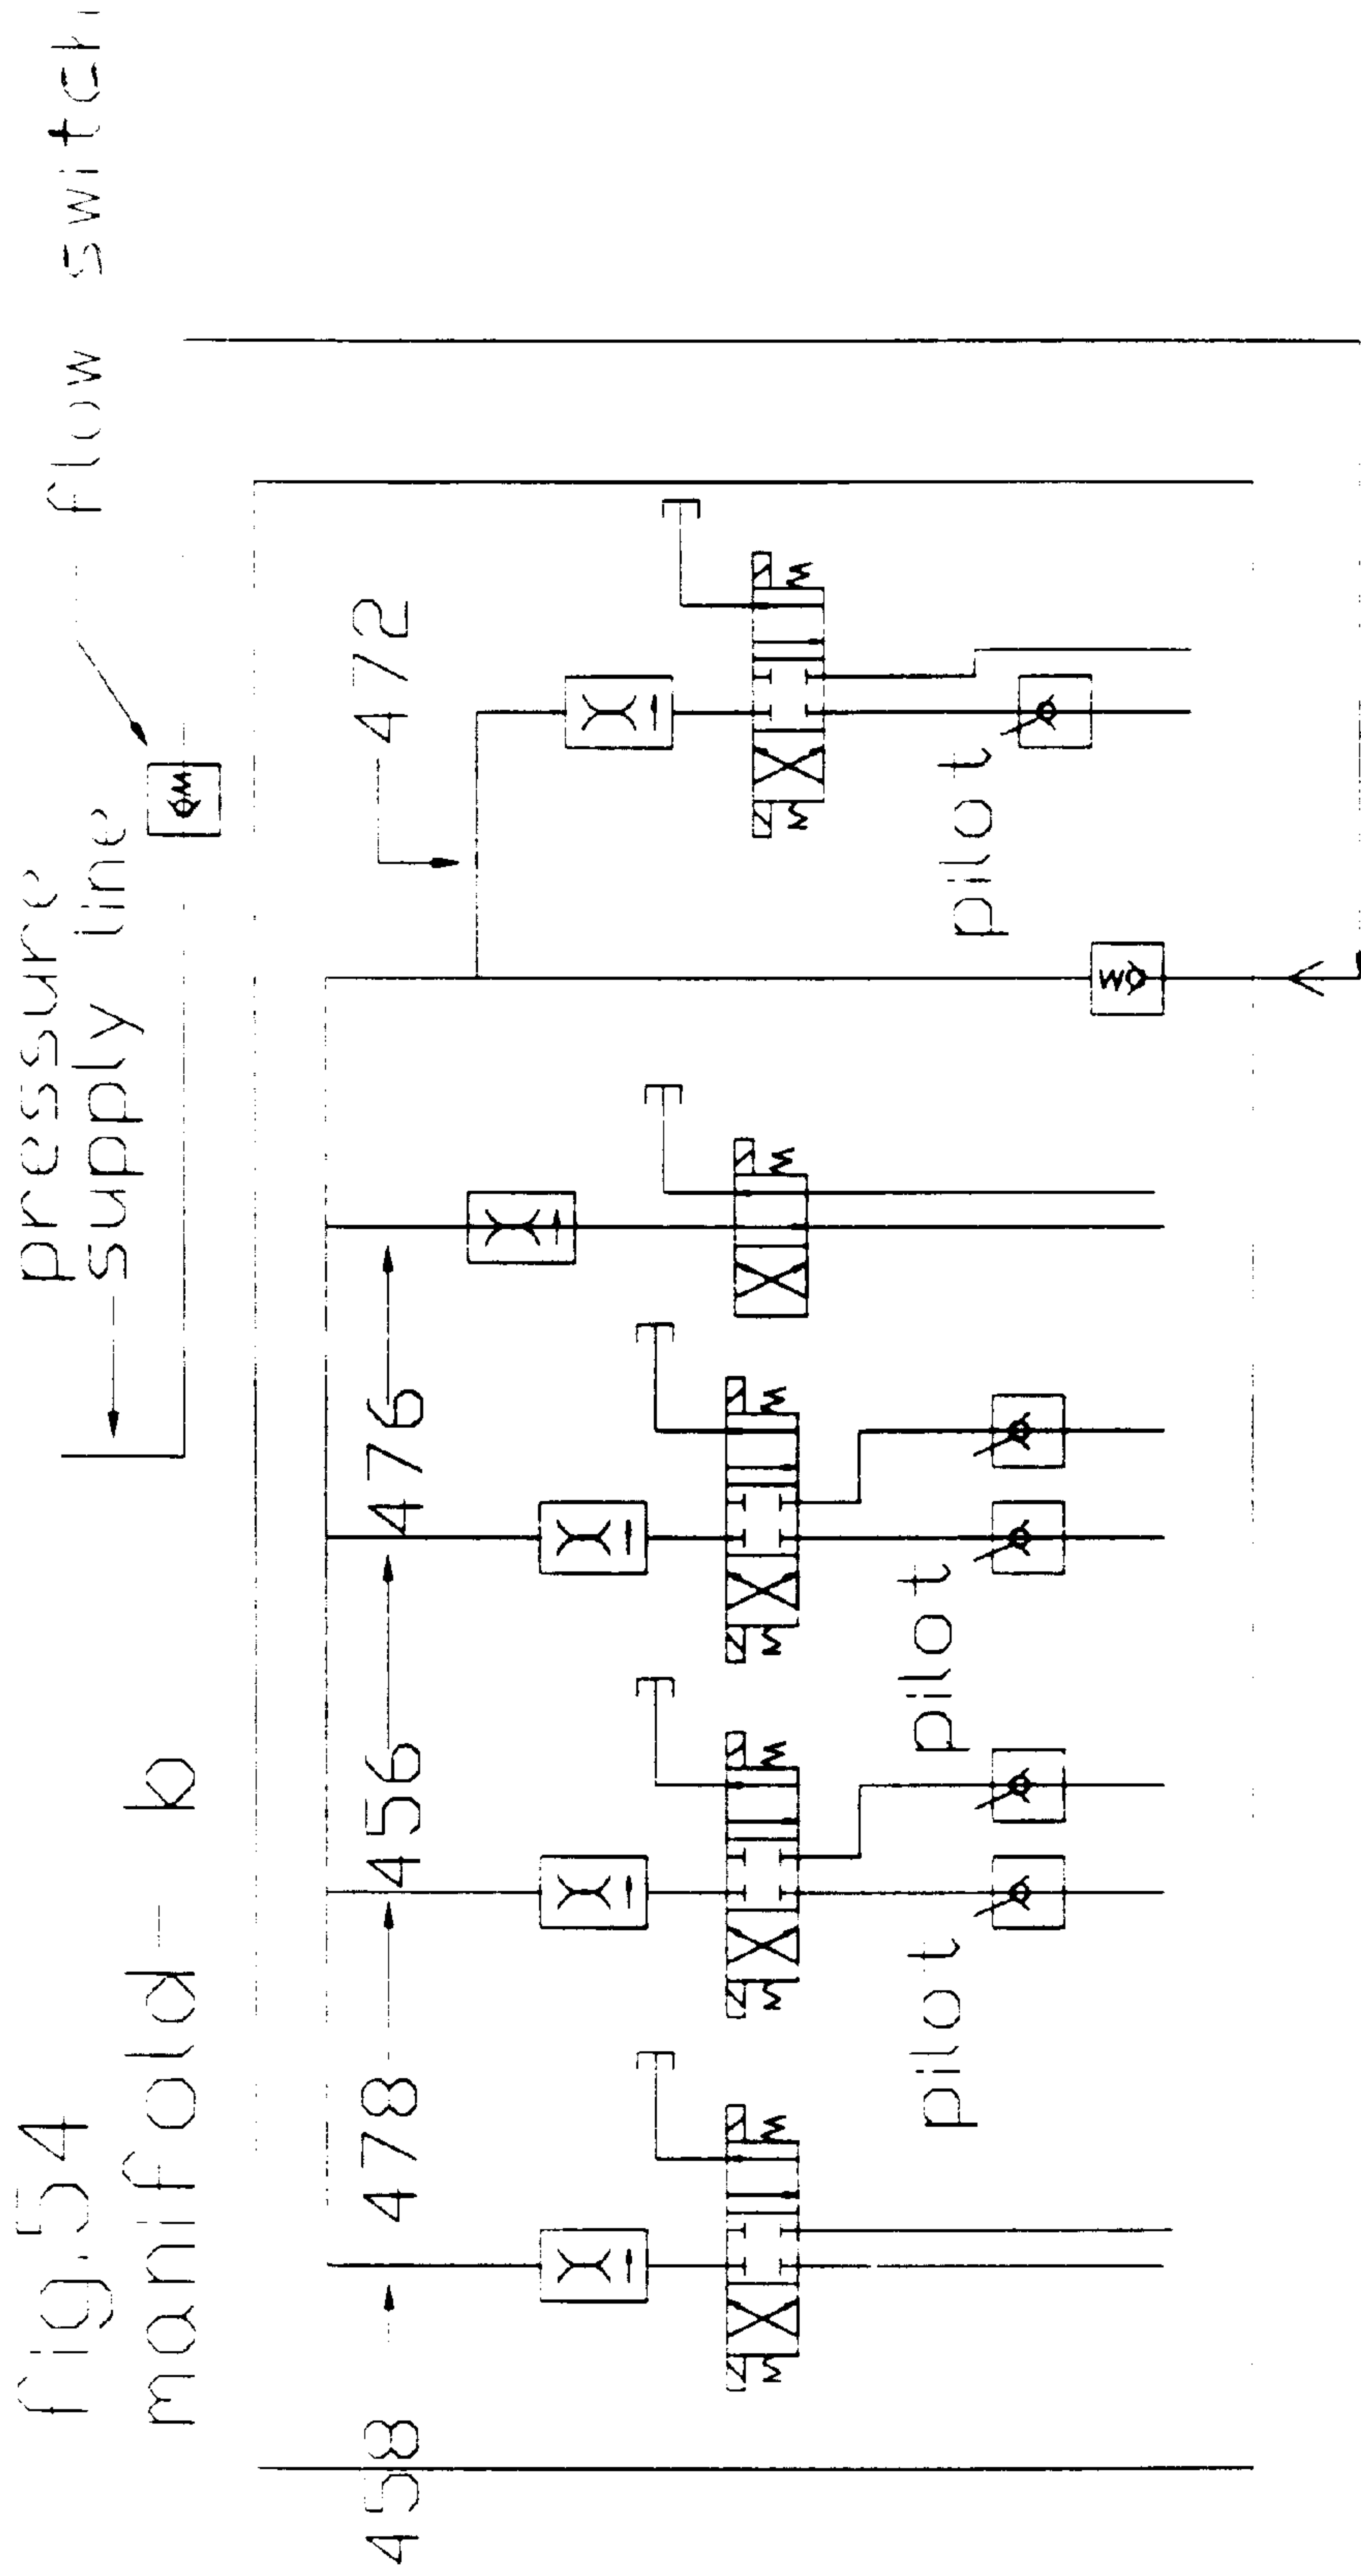 fig.54
manifold - k
pressure
supply line
flow switch
458
478
456
476
472
pilot
pilot
pilot